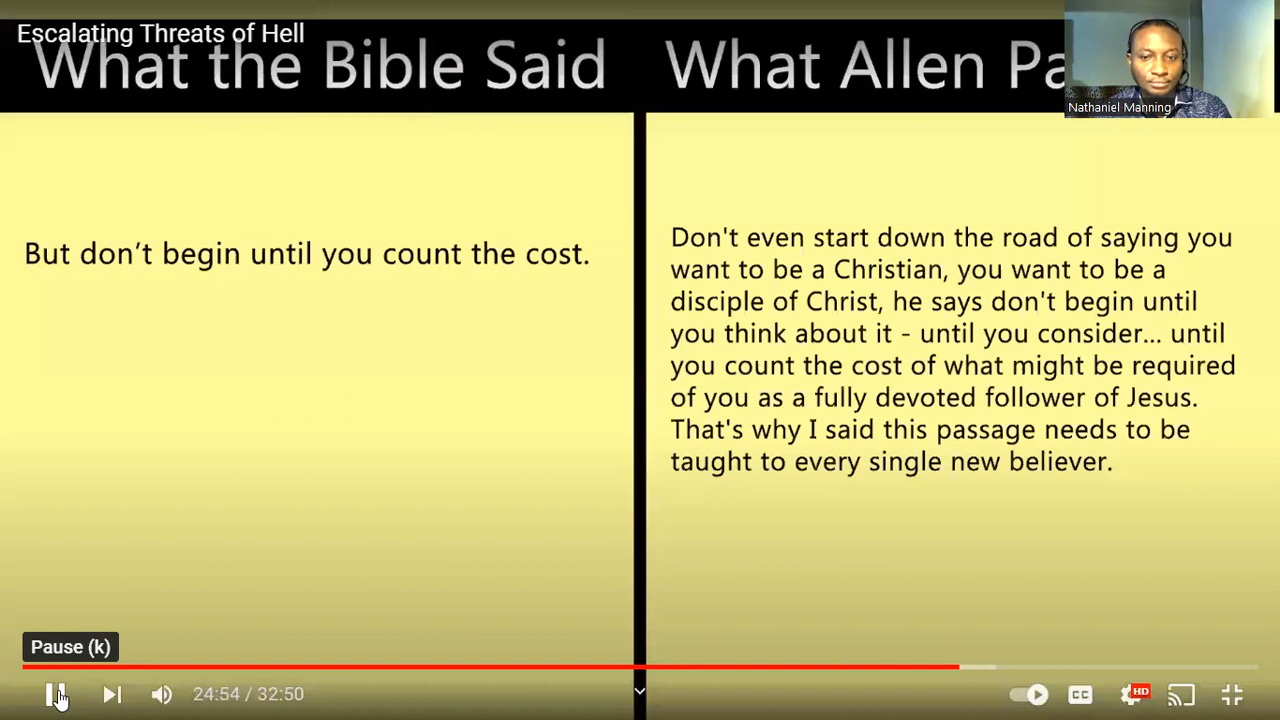 Escalating Threats of Hell
What the Bible Said
What Allen
Nathaniel Manning
But don’t begin until you count the cost.
Don't even start down the road of saying you
want to be a Christian, you want to be a
disciple of Christ, he says don't begin until
you think about it - until you consider... until
you count the cost of what might be required
of you as a fully devoted follower of Jesus.
That's why I said this passage needs to be
taught to every single new believer.
Pause (k)
24:54 / 32:50
CC
HD